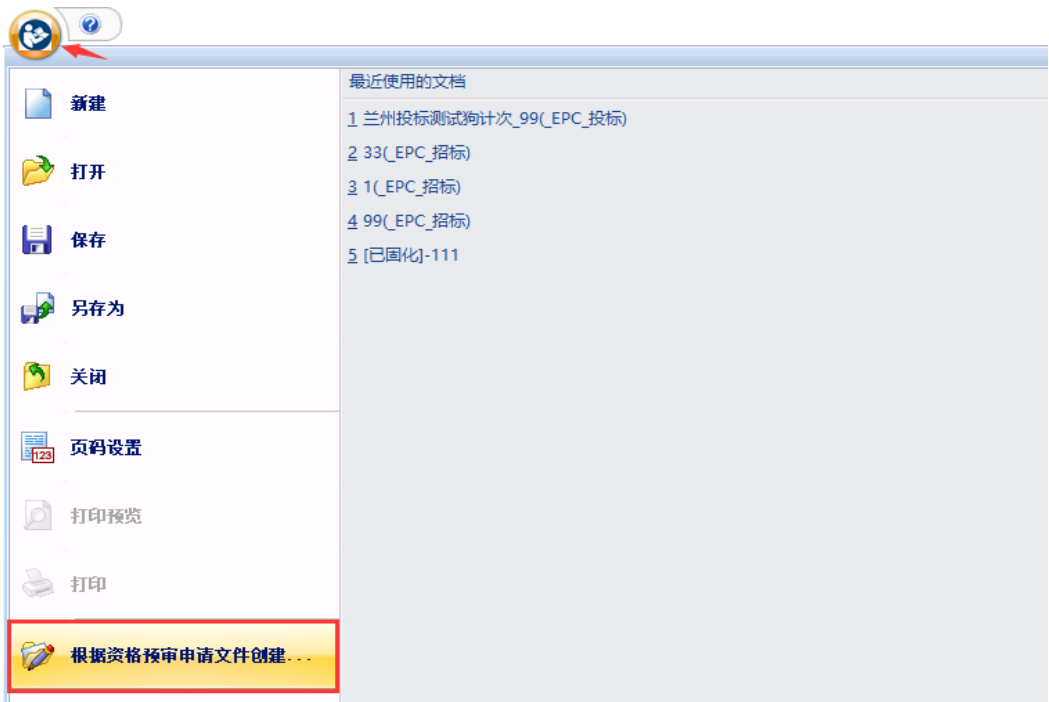 新建
打开
保存
另存为
关闭
页码设置
123
打印预览
打印
根据资格预审申请文件创建...
最近使用的文档
1 兰州投标测试狗计次_99(_EPC_投标)
2 33(_EPC_招标)
3 1(_EPC_招标)
4 99(_EPC_招标)
5 [已固化]-111